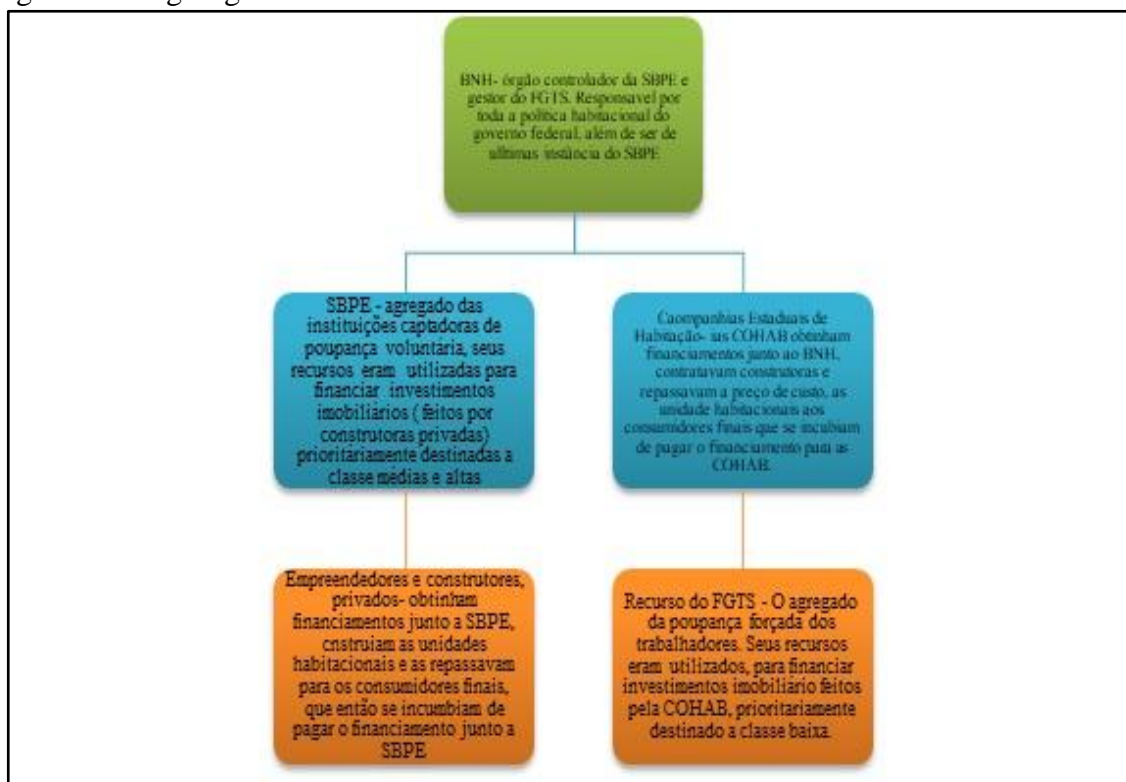 BNH- órgão controlador da SBPE e
gestor do FGTS. Responsavel por
toda a política habitacional do
governo federal, além de ser de
ulltimas instância do SBPE
SBPE - agregado das
instituições captadoras de
poupança voluntária, seus
recursos eram utilizadas para
financiar investimentos
imobiliários ( feitos por
construtoras privadas)
prioritariamente destinadas a
classe médias e altas
Caompanhias Estaduais de
Habitação- ias COHAB obtinham
financiamentos junto ao BNH,
contratavam construtoras e
repassavam a preço de custo, as
unidade habitacionais aos
consumidores finais que se incubiam
de pagar o financiamento para as
COHAB.
Empreendedores e construtores,
privados- obtinham
financiamentos junto a SBPE,
cnstruiam as unidades
habitacionais e as repassavam
para os consumidores finais,
que então se incumbiam de
pagar o financiamento junto a
SBPE
Recurso do FGTS - O agregado
da poupança forçada dos
trabalhadores. Seus recursos
eram utilizados, para financiar
investimentos imobiliário feitos
pela COHAB, prioritariamente
destinado a classe baixa.